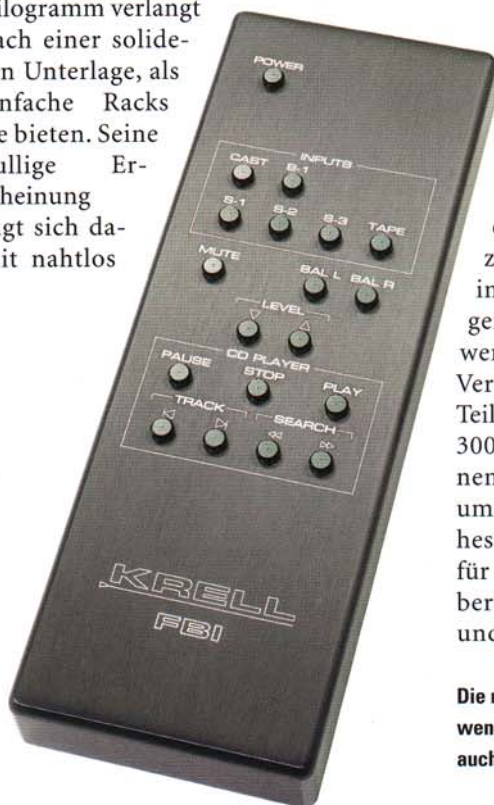 ilogramm verlangt
ach einer solide-
n Unterlage, als
nfache Racks
e bieten. Seine
ullige Er-
heinung
gt sich da-
it nahtlos
POWER
INPUTS
CAST B-1
S-1 S-2 S-3 TAPE
MUTE BAL L BAL R
LEVEL
CD PLAYER
PAUSE STOP PLAY
TRACK SEARCH
KRELL
FBI
z
in
ger
wer
Ver
Teil
300
nen
um
hes
für
ber
und
Die
wen
auch